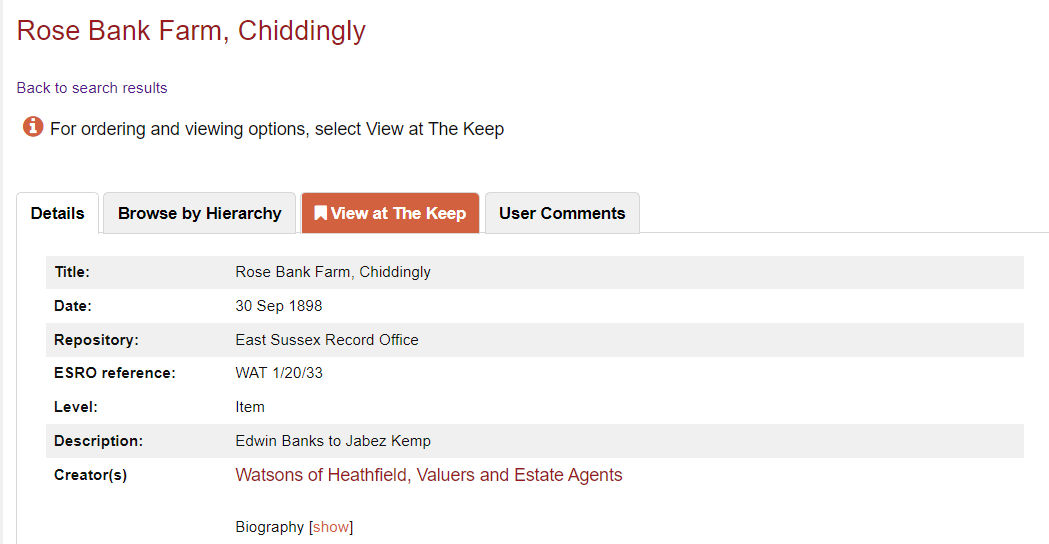 Rose Bank Farm, Chiddingly
Back to search results
For ordering and viewing options, select View at The Keep
Details Browse by Hierarchy View at The Keep User Comments
Title: Rose Bank Farm, Chiddingly
Date: 30 Sep 1898
Repository: East Sussex Record Office
ESRO reference: WAT 1/20/33
Level: Item
Description: Edwin Banks to Jabez Kemp
Creator(s) Watsons of Heathfield, Valuers and Estate Agents
Biography [show]